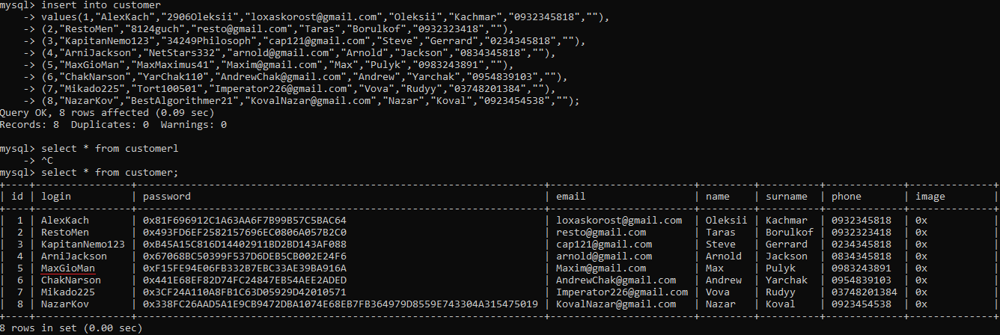 mysql> insert into customer
    -> values(1,"AlexKach","2906Oleksii","loxaskorost@gmail.com","Oleksii","Kachmar","0932345818",""),
    -> (2,"RestoMen","8124guch","resto@gmail.com","Taras","Borulkof","0932323418",""),
    -> (3,"KapitanNemo123","34249Philosoph","cap121@gmail.com","Steve","Gerrard","0234345818",""),
    -> (4,"ArniJackson","NetStars332","arnold@gmail.com","Arnold","Jackson","0834345818",""),
    -> (5,"MaxGioMan","MaxMaximus41","Maxim@gmail.com","Max","Pulyk","0983243891","")
    -> (6,"ChakNarson","YarChak110","AndrewChak@gmail.com","Andrew","Yarchak","0954839103",""),
    -> (7,"Mikado225","Tort100501","Imperator226@gmail.com","Vova","Rudyy","03748201384",""),
    -> (8,"NazarKov","BestAlgorithmer21","KovalNazar@gmail.com","Nazar","Koval","0923454538","");
Query OK, 8 rows affected (0.09 sec)
Records: 8  Duplicates: 0  Warnings: 0
mysql> select * from customerl
    -> ^C
mysql> select * from customer;
| id | login | password | email | name | surname | phone | image |
| 1 | AlexKach | 0x81F696912C1A63AA6F7B99B57C5BAC64 | loxaskorost@gmail.com | Oleksii | Kachmar | 0932345818 | 0x |
| 2 | RestoMen | 0x493FD6EF2582157696EC0806A057B2C0 | resto@gmail.com | Taras | Borulkof | 0932323418 | 0x |
| 3 | KapitanNemo123 | 0xB45A15C816D14402911BD2BD143AF088 | cap121@gmail.com | Steve | Gerrard | 0234345818 | 0x |
| 4 | ArniJackson | 0x67068BC50399F537D6DEB5CB002E24F6 | arnold@gmail.com | Arnold | Jackson | 0834345818 | 0x |
| 5 | MaxGioMan | 0xF15FE94E06FB332B7EBC33AE39BA916A | Maxim@gmail.com | Max | Pulyk | 0983243891 | 0x |
| 6 | ChakNarson | 0x441E68EF82D74FC24847EB54AEE2ADED | AndrewChak@gmail.com | Andrew | Yarchak | 0954839103 | 0x |
| 7 | Mikado225 | 0x3CF24A110A8FB1C63D05929D42010571 | Imperator226@gmail.com | Vova | Rudyy | 03748201384 | 0x |
| 8 | NazarKov | 0x338FC26AAD5A1E9CB9472DBA1074E68EB7FB364979D8559E743304A315475019 | KovalNazar@gmail.com | Nazar | Koval | 0923454538 | 0x |
8 rows in set (0.00 sec)